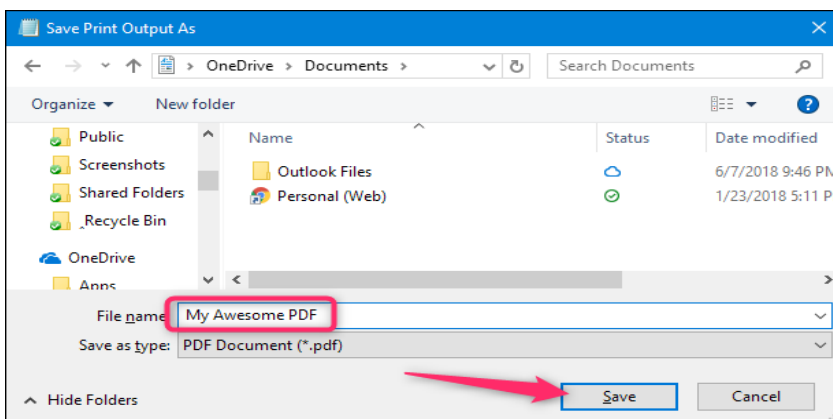 Save Print Output As
OneDrive > Documents >
Search Documents
Organize New folder
Name Status Date modified
Public
Screenshots
Shared Folders
_Recycle Bin
OneDrive
Apps
Outlook Files 6/7/2018 9:46 PM
Personal (Web) 1/23/2018 5:11 P
File name: My Awesome PDF
Save as type: PDF Document (*.pdf)
Hide Folders Save Cancel